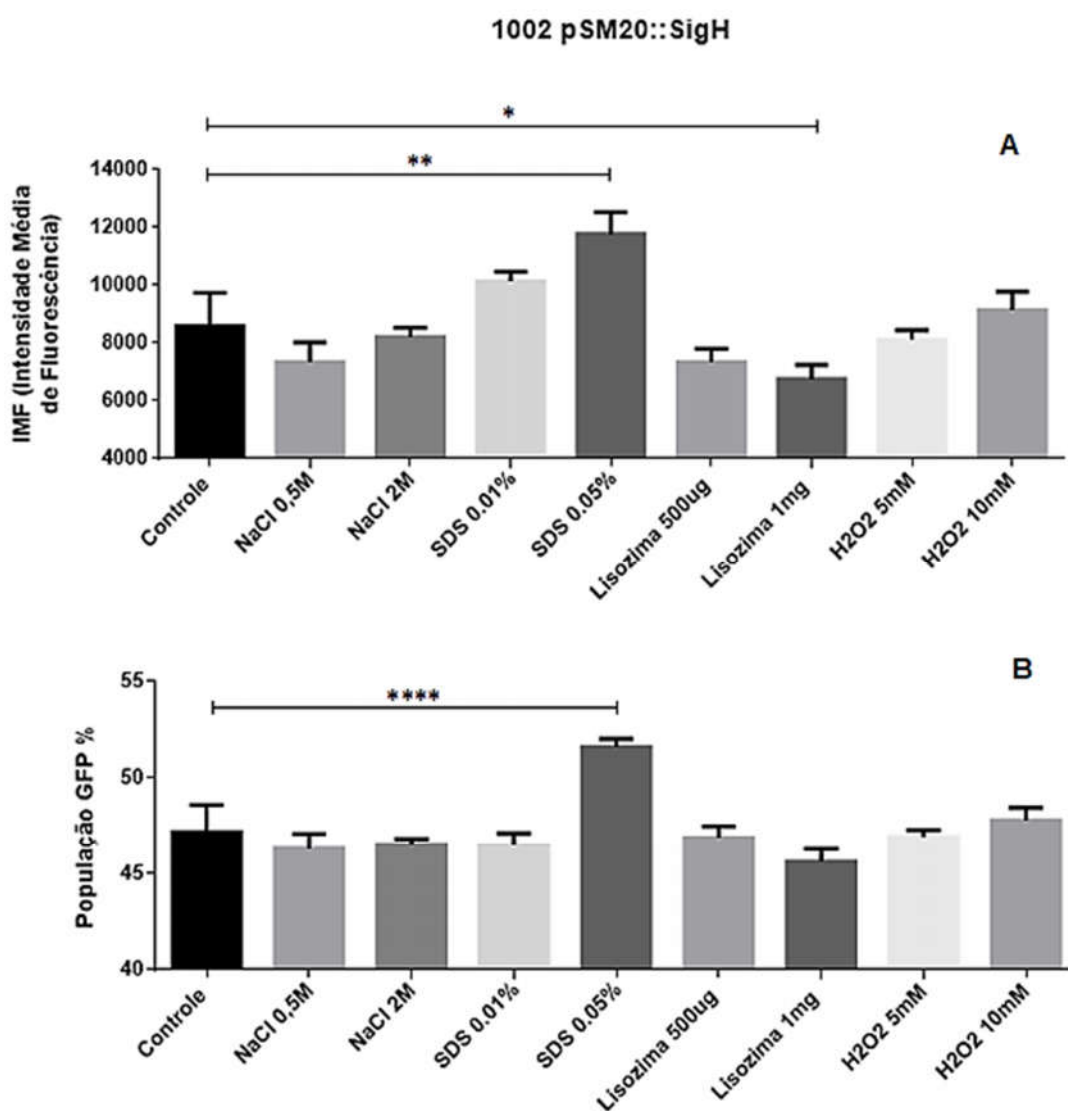 1002 pSM20::SigH
*
A
**
IMF (Intensidade Média
de Fluorescência)
14000
12000
10000
8000
6000
4000
Controle
NaCl 0,5M
NaCl 2M
SDS 0.01%
SDS 0.05%
Lisozima 500ug
Lisozima 1mg
H2O2 5mM
H2O2 10mM
B
****
População GFP %
55
50
45
40
Controle
NaCl 0,5M
NaCl 2M
SDS 0.01%
SDS 0.05%
Lisozima 500ug
Lisozima 1mg
H2O2 5mM
H2O2 10mM